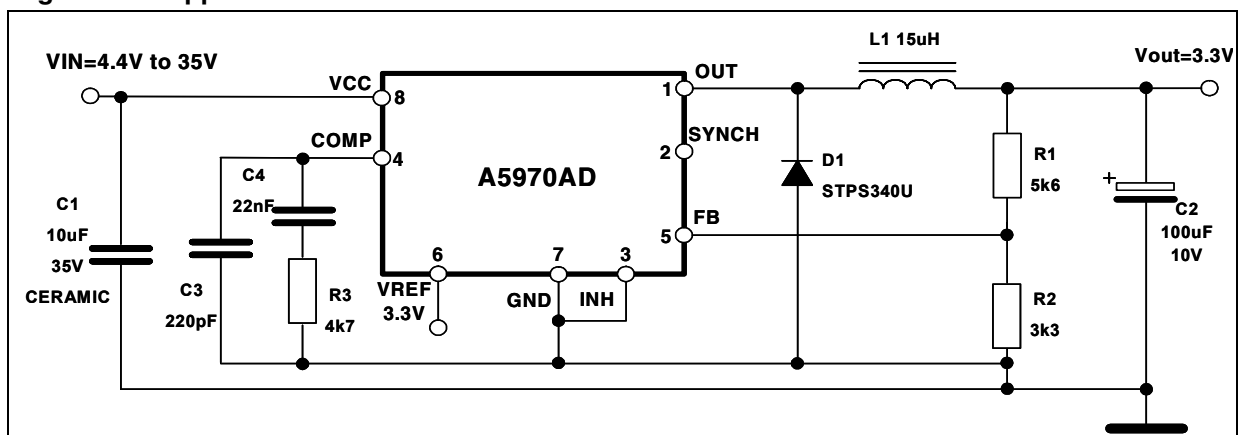 VIN=4.4V to 35V
VCC
8
COMP
4
C4
22nF
C1
10uF
35V
CERAMIC
C3
220pF
R3
4k7
A5970AD
6
VREF
3.3V
7
GND
3
INH
OUT
1
SYNCH
2
FB
5
L1 15uH
D1
STPS340U
R1
5k6
R2
3k3
Vout=3.3V
+
C2
100uF
10V